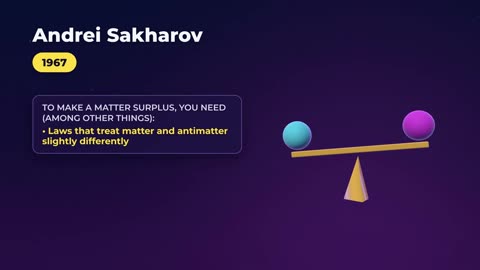 Andrei Sakharov
1967
TO MAKE A MATTER SURPLUS, YOU NEED
(AMONG OTHER THINGS):
• Laws that treat matter and antimatter
slightly differently